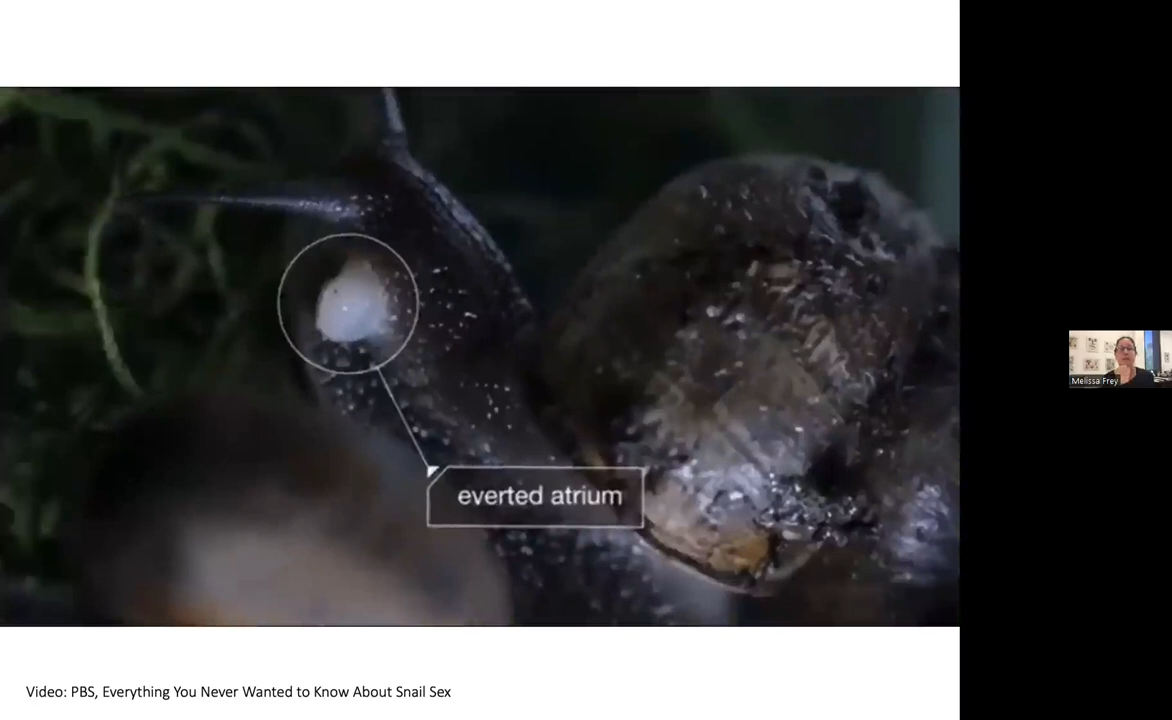 everted atrium
Melissa Frey
Video: PBS, Everything You Never Wanted to Know About Snail Sex